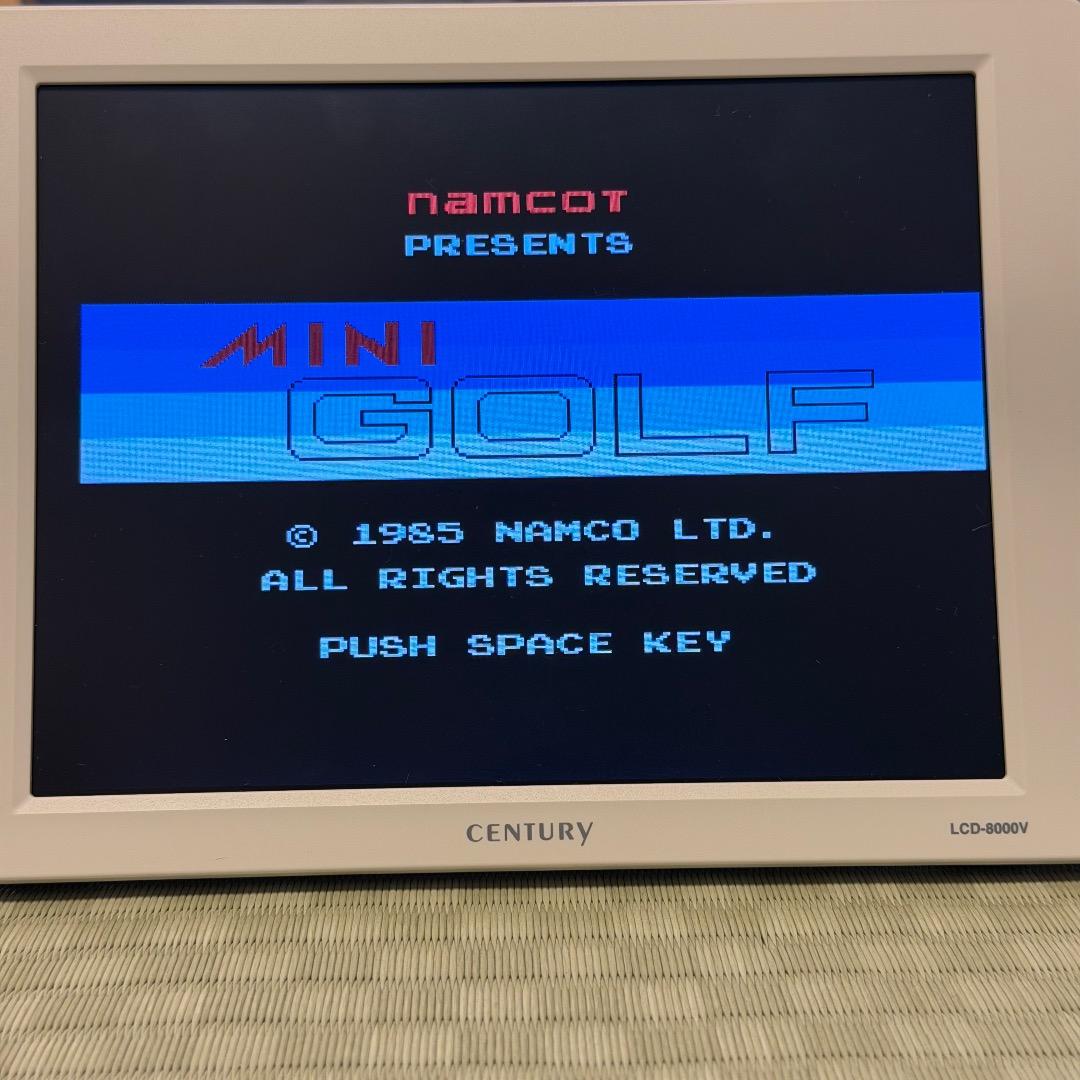 namcot
PRESENTS
MINI
GOLF
© 1985 NAMCO LTD.
ALL RIGHTS RESERVED
PUSH SPACE KEY
CENTURY
LCD-8000V